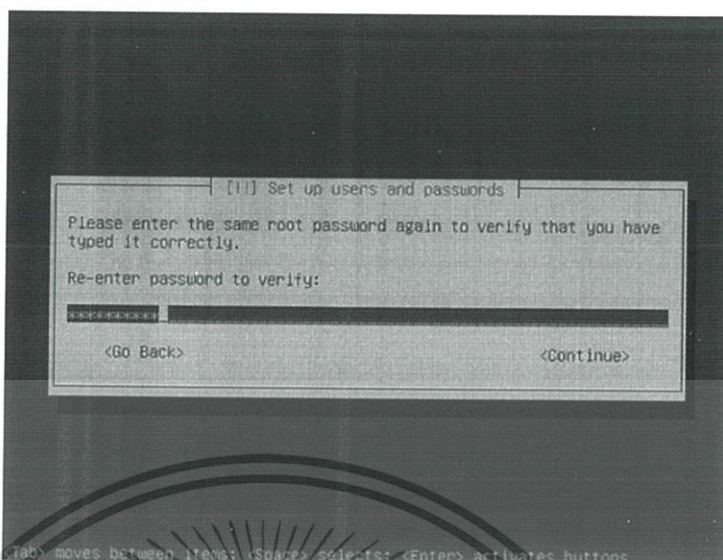 [!!] Set up users and passwords
Please enter the same root password again to verify that you have
typed it correctly.
Re-enter password to verify:
**********
<Go Back>
<Continue>
<Tab> moves between items; <Space> selects; <Enter> activates buttons